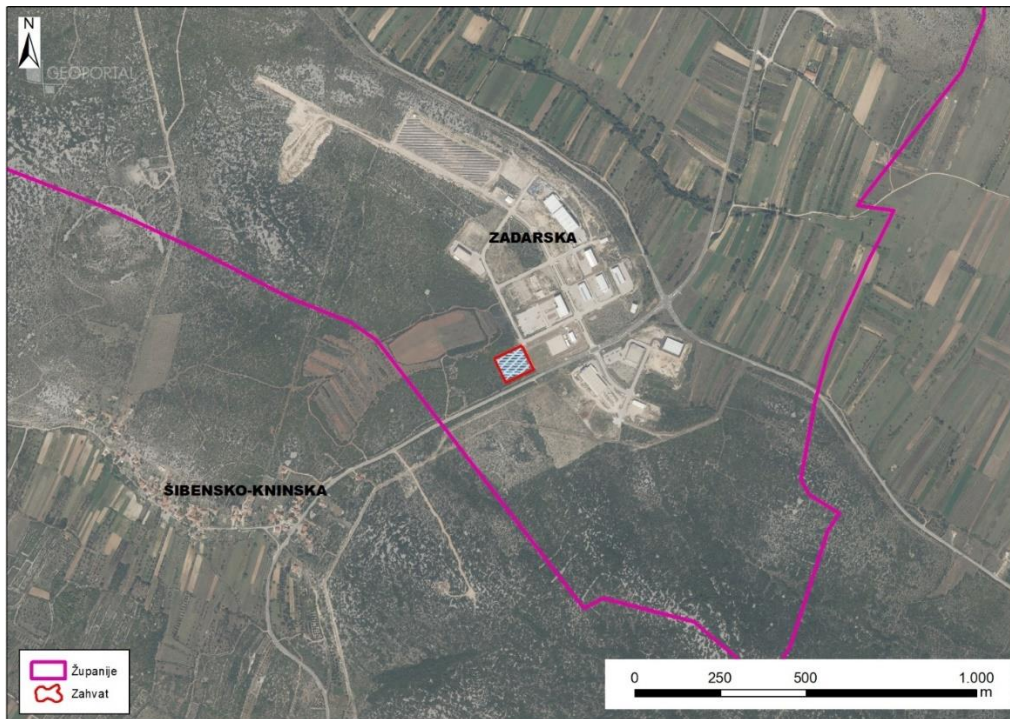 N
GEOPORTAL
ZADARSKA
ŠIBENSKO-KNINSKA
Županije
Zahvat
0 250 500 1.000
m